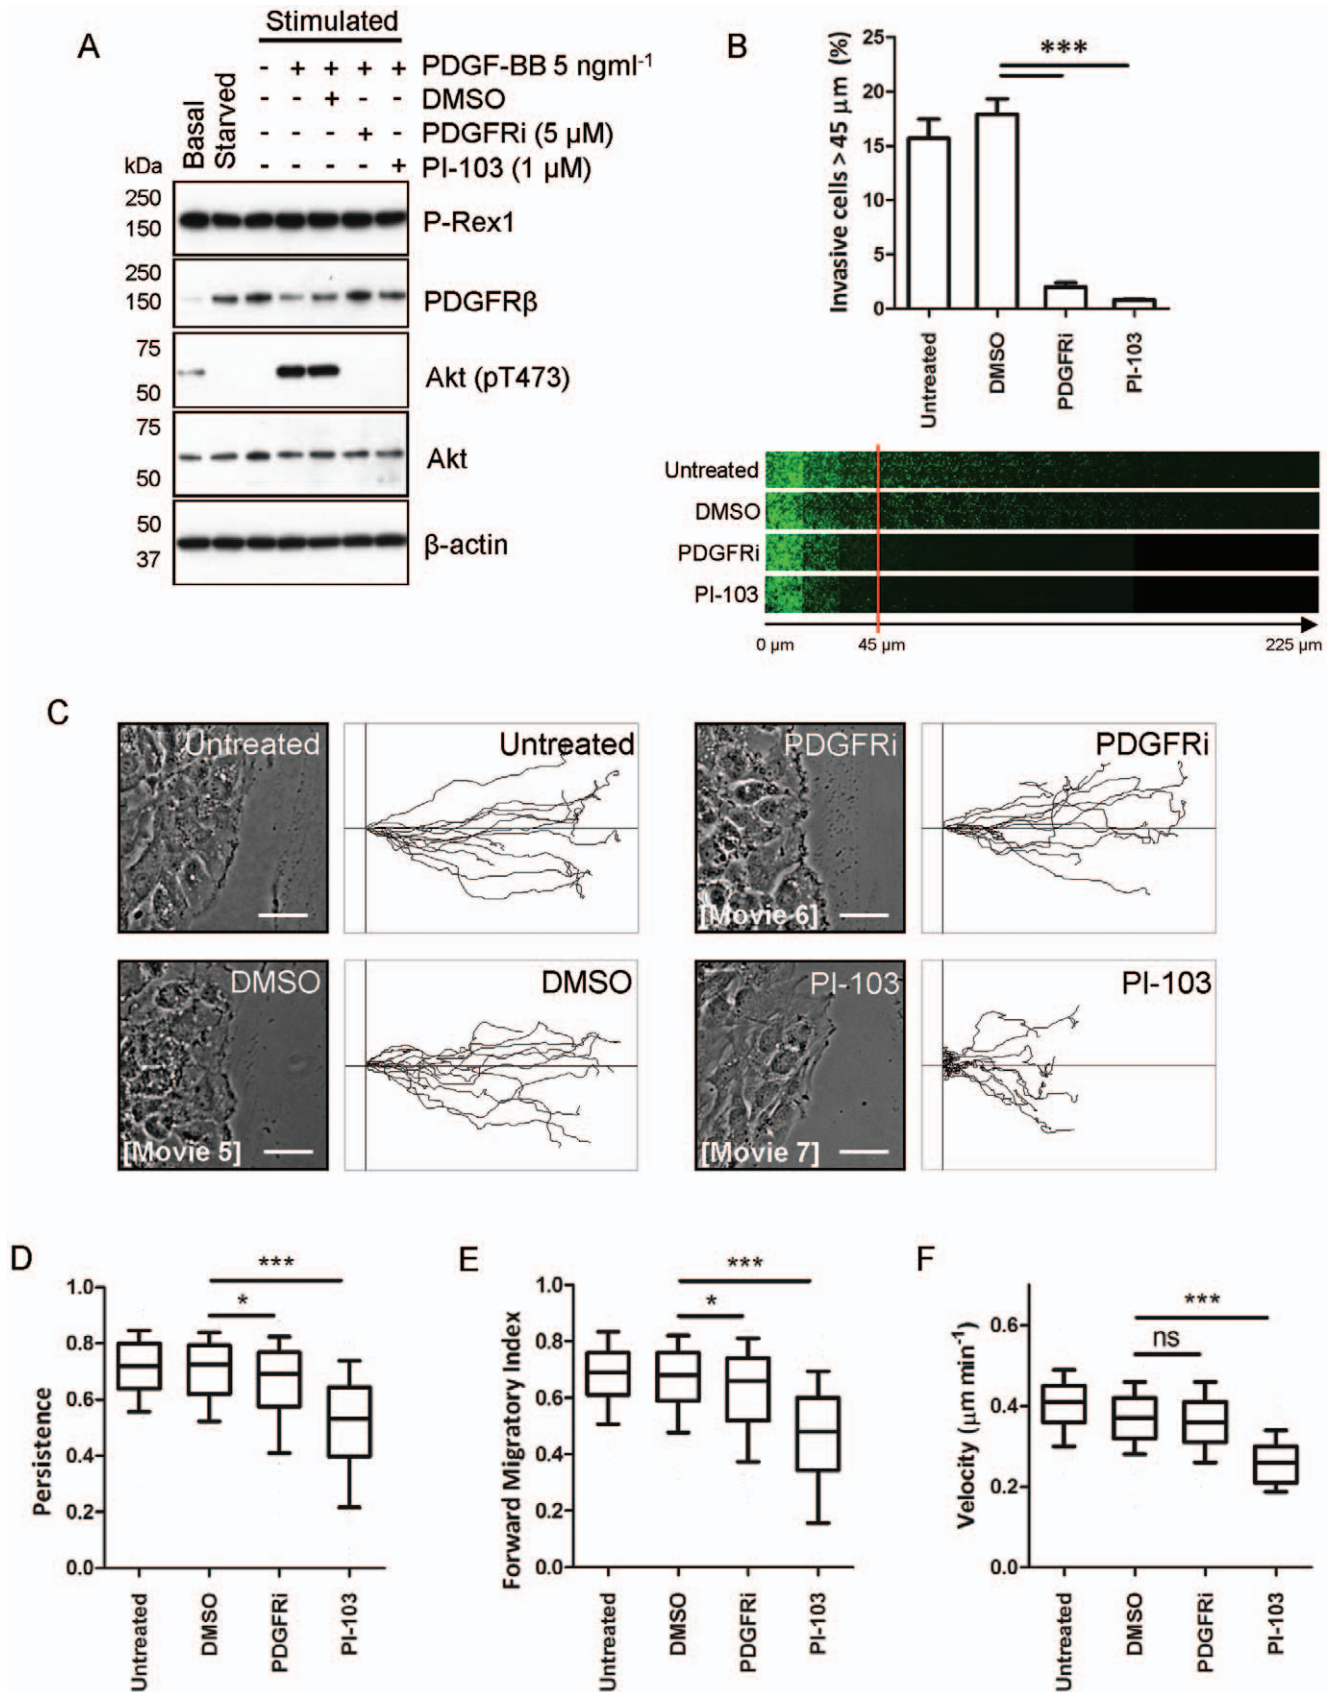 A
Stimulated
Basal
Starved
- + + + + PDGF-BB 5 ngml⁻¹
- - + - - DMSO
- - - + - PDGFRi (5 µM)
- - - - + PI-103 (1 µM)
kDa
250
150
P-Rex1
250
150
PDGFRβ
75
50
Akt (pT473)
75
50
Akt
50
37
β-actin
B
Invasive cells > 45 µm (%)
25
20
15
10
5
0
***
Untreated
DMSO
PDGFRi
PI-103
Untreated
DMSO
PDGFRi
PI-103
0 µm
45 µm
225 µm
C
Untreated
Untreated
PDGFRi
[Movie 6]
PDGFRi
DMSO
[Movie 5]
DMSO
PI-103
[Movie 7]
PI-103
D
Persistence
1.0
0.8
0.6
0.4
0.2
0.0
***
*
Untreated
DMSO
PDGFRi
PI-103
E
Forward Migratory Index
1.0
0.8
0.6
0.4
0.2
0.0
***
*
Untreated
DMSO
PDGFRi
PI-103
F
Velocity (µm min⁻¹)
0.6
0.4
0.2
0.0
***
ns
Untreated
DMSO
PDGFRi
PI-103